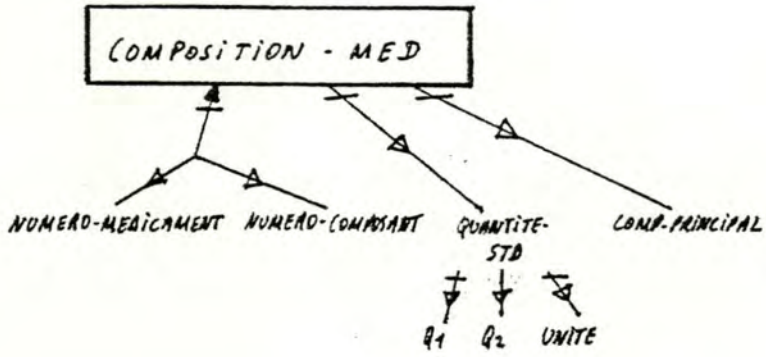 COMPOSITION - MED
NUMERO-MEDICAMENT NUMERO-COMPOSANT QUANTITE- COMP-PRINCIPAL
STD
Q1 Q2 UNITE